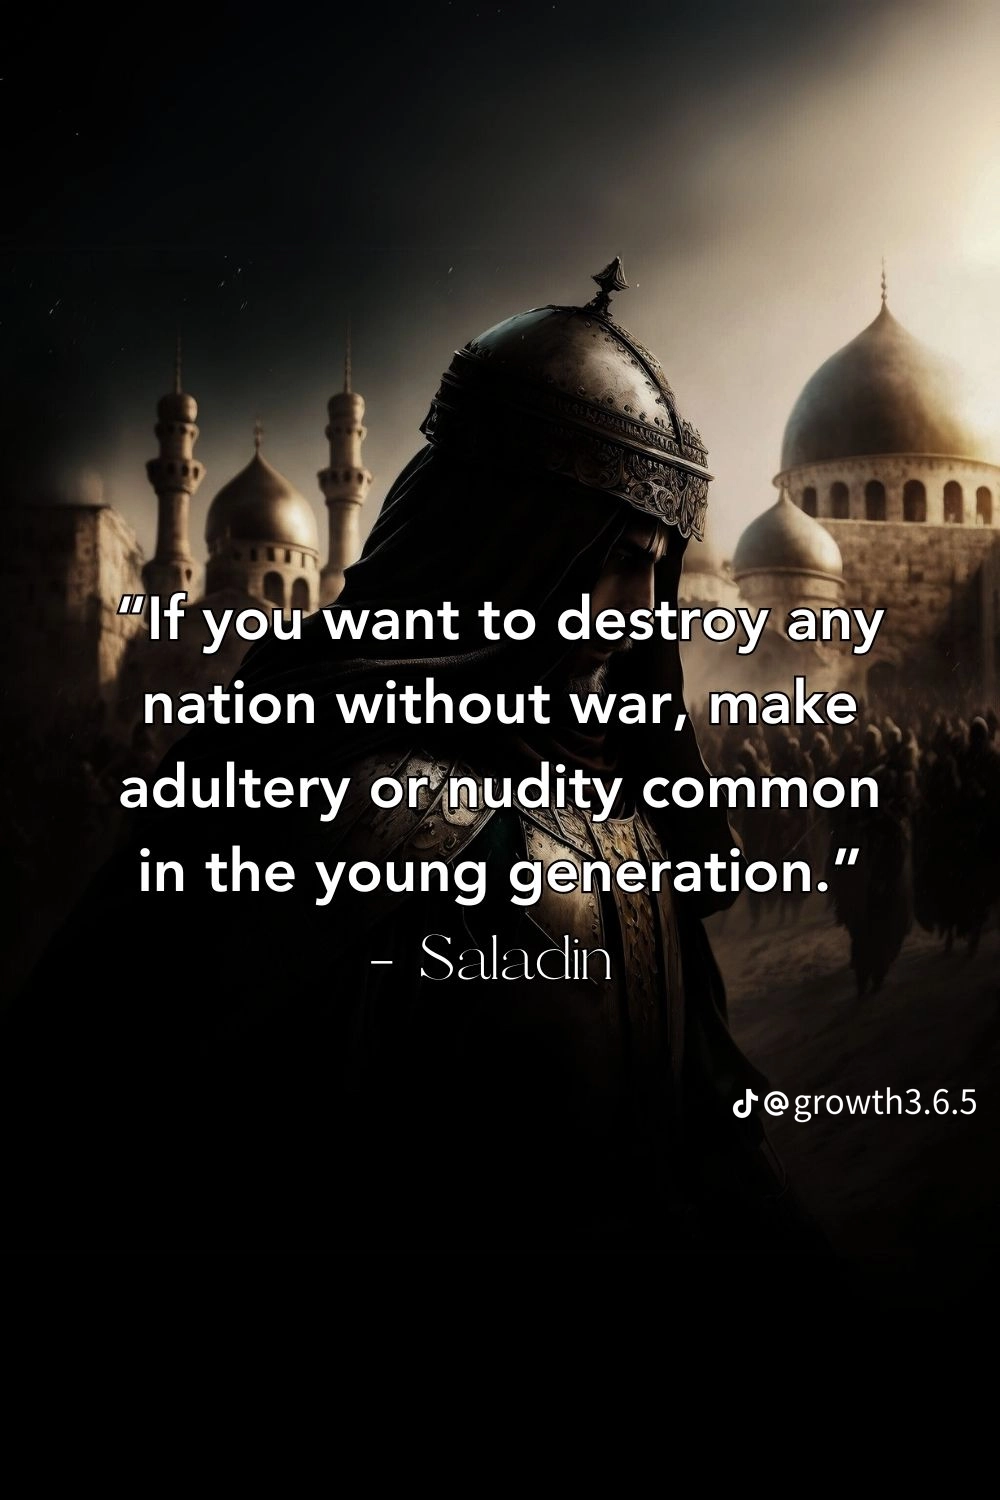 “If you want to destroy any
nation without war, make
adultery or nudity common
in the young generation.”
- Saladin
@growth3.6.5